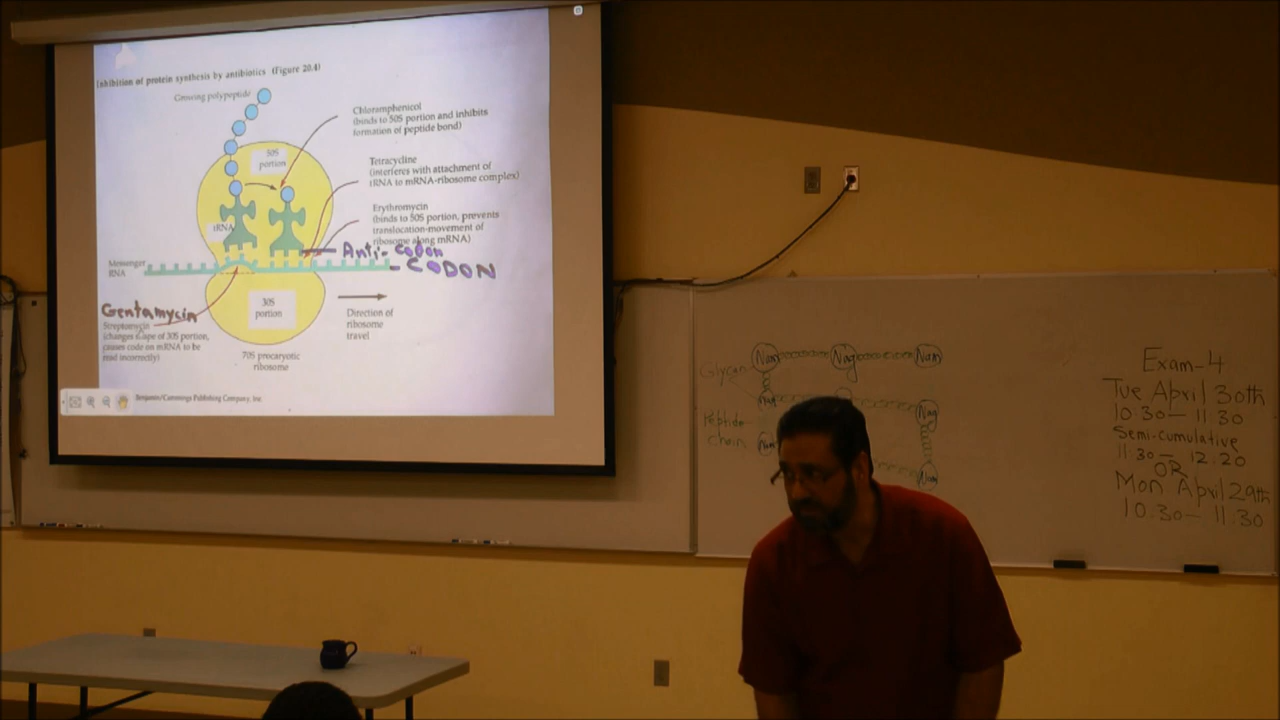 Inhibition of protein synthesis by antibiotics (Figure 20.4)
Growing polypeptide
Chloramphenicol
(binds to 50S portion and inhibits
formation of peptide bond)
50S
portion
Tetracycline
(interferes with attachment of
tRNA to mRNA-ribosome complex)
Erythromycin
(binds to 50S portion, prevents
translocation-movement of
ribosome along mRNA)
tRNA
Anti-codon
CODON
Messenger
RNA
Gentamycin
Streptomycin
(changes shape of 30S portion,
causes code on mRNA to be
read incorrectly)
30S
portion
Direction of
ribosome
travel
70S procaryotic
ribosome
Benjamin/Cummings Publishing Company, Inc
Nam Nag Nam
Glycan
Nag
Peptide
chain
Nam
Exam-4
Tue April 30th
10:30 - 11:30
Semi-cumulative
11:30 - 12:20
OR
Mon April 29th
10:30 - 11:30